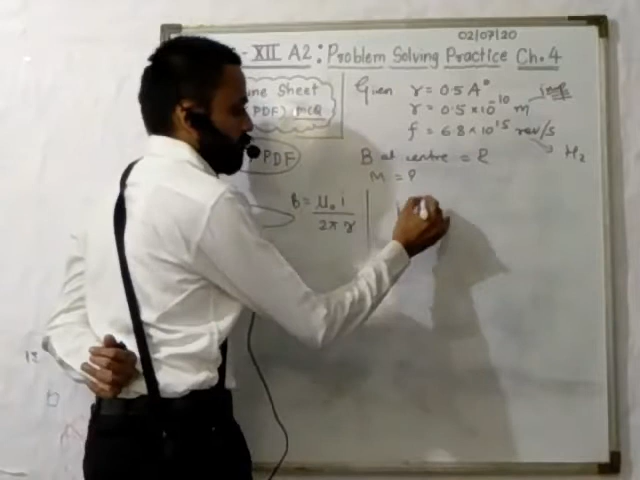 02/07/20
- XII A2: Problem Solving Practice Ch. 4
une Sheet
(PDF) MCQ
PDF
Given r = 0.5 A°
r = 0.5 × 10⁻¹⁰ m
f = 6.8 × 10¹⁵ rev/s
H₂
B at centre = ?
M = ?
B = μ₀ i / 2π r